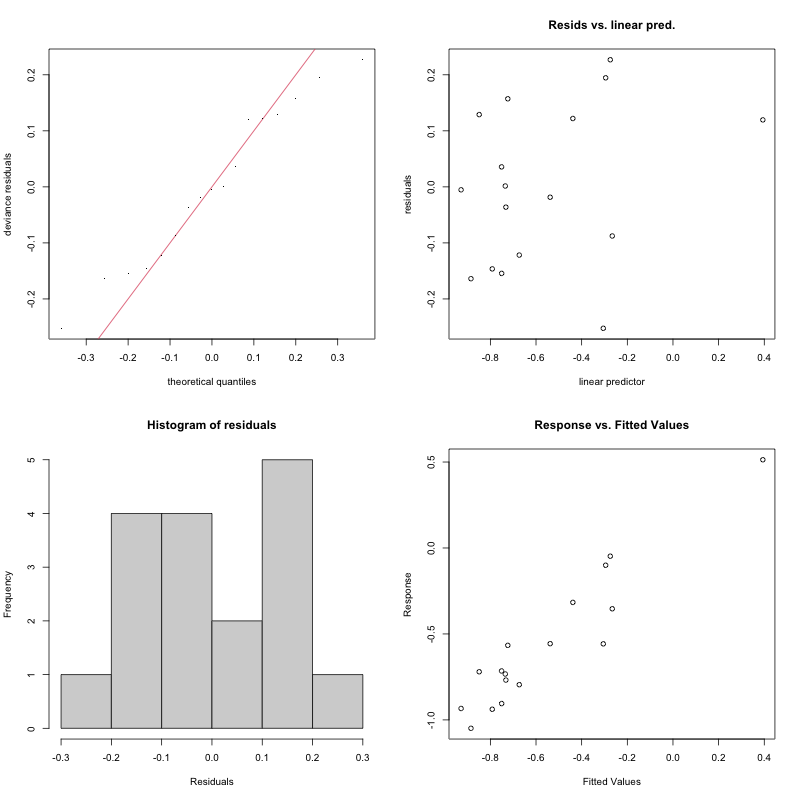 deviance residuals
0.2
0.1
0.0
-0.1
-0.2
-0.3 -0.2 -0.1 0.0 0.1 0.2 0.3
theoretical quantiles
Resids vs. linear pred.
residuals
0.2
0.1
0.0
-0.1
-0.2
-0.8 -0.6 -0.4 -0.2 0.0 0.2 0.4
linear predictor
Histogram of residuals
Frequency
5
4
3
2
1
0
-0.3 -0.2 -0.1 0.0 0.1 0.2 0.3
Residuals
Response vs. Fitted Values
Response
0.5
0.0
-0.5
-1.0
-0.8 -0.6 -0.4 -0.2 0.0 0.2 0.4
Fitted Values